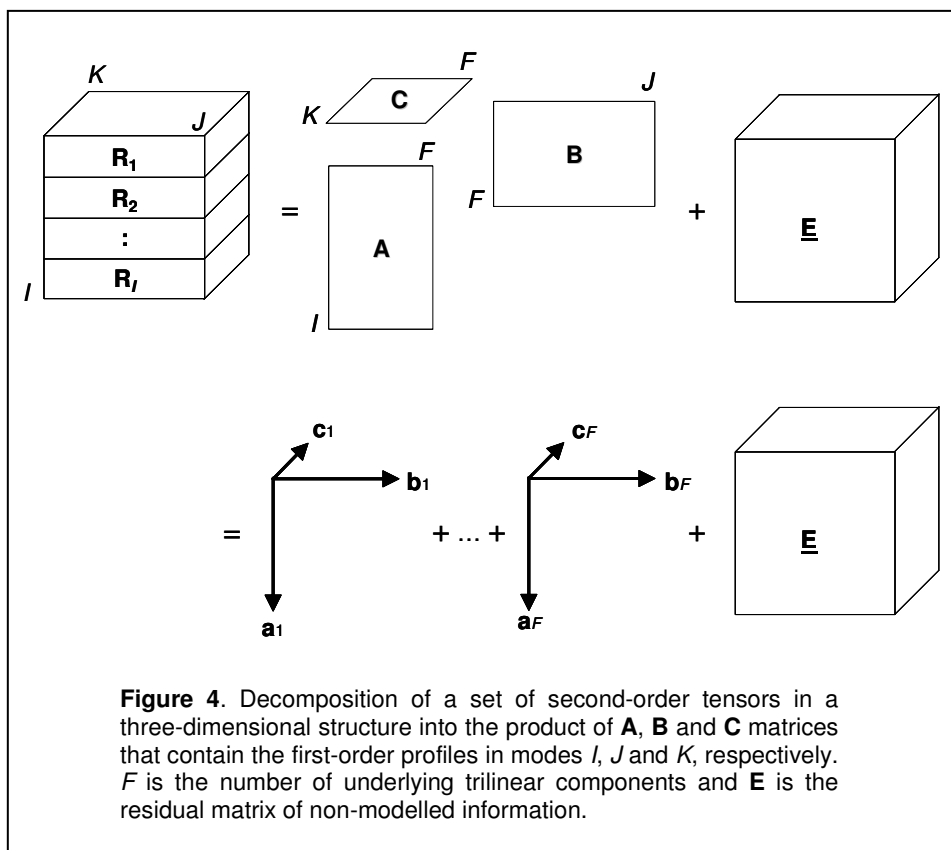 K
J
R1
R2
:
RI
I
=
F
K
C
F
A
I
J
B
F
+
E
=
c1
b1
a1
+ ... +
cF
bF
aF
+
E
Figure 4. Decomposition of a set of second-order tensors in a
three-dimensional structure into the product of A, B and C matrices
that contain the first-order profiles in modes I, J and K, respectively.
F is the number of underlying trilinear components and E is the
residual matrix of non-modelled information.